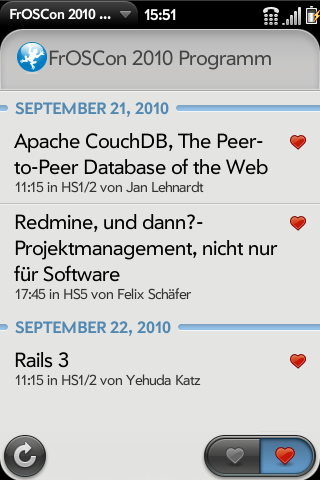 FrOSCon 2010 ...
15:51
FrOSCon 2010 Programm
SEPTEMBER 21, 2010
Apache CouchDB, The Peer-
to-Peer Database of the Web
11:15 in HS1/2 von Jan Lehnardt
Redmine, und dann?-
Projektmanagement, nicht nur
für Software
17:45 in HS5 von Felix Schäfer
SEPTEMBER 22, 2010
Rails 3
11:15 in HS1/2 von Yehuda Katz